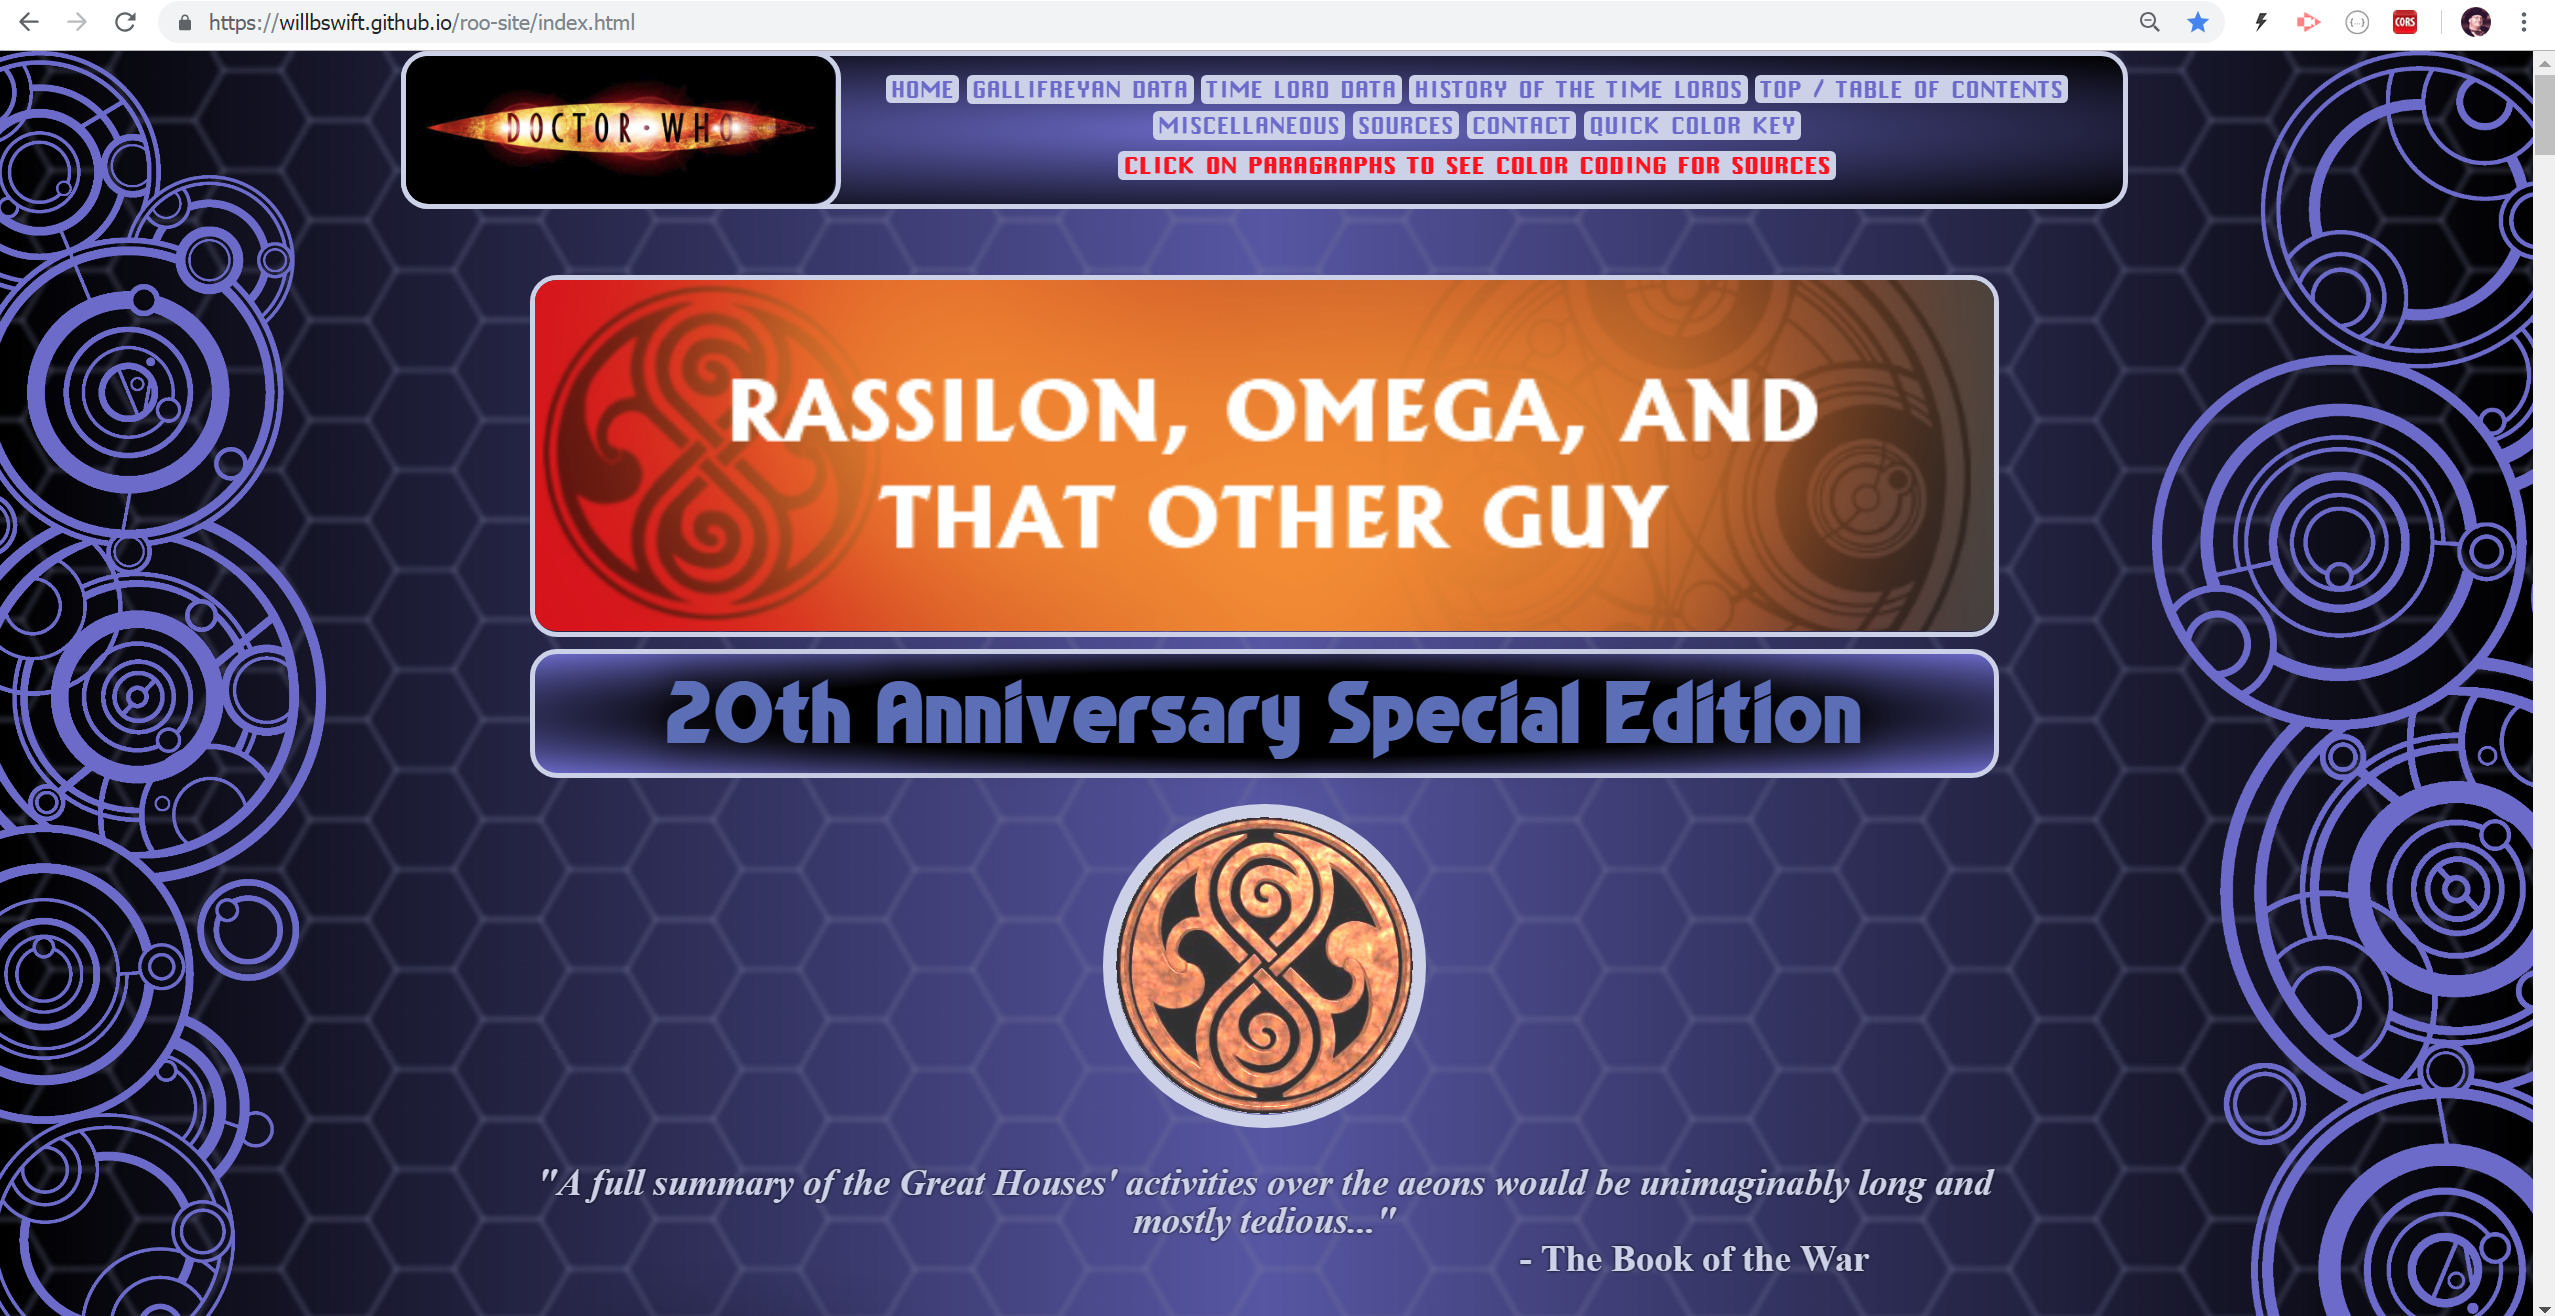 https://willbswift.github.io/roo-site/index.html
CORS
DOCTOR·WHO
HOME GALLIFREYAN DATA TIME LORD DATA HISTORY OF THE TIME LORDS TOP / TABLE OF CONTENTS
MISCELLANEOUS SOURCES CONTACT QUICK COLOR KEY
CLICK ON PARAGRAPHS TO SEE COLOR CODING FOR SOURCES
RASSILON, OMEGA, AND
THAT OTHER GUY
20th Anniversary Special Edition
"A full summary of the Great Houses' activities over the aeons would be unimaginably long and
mostly tedious..."
- The Book of the War